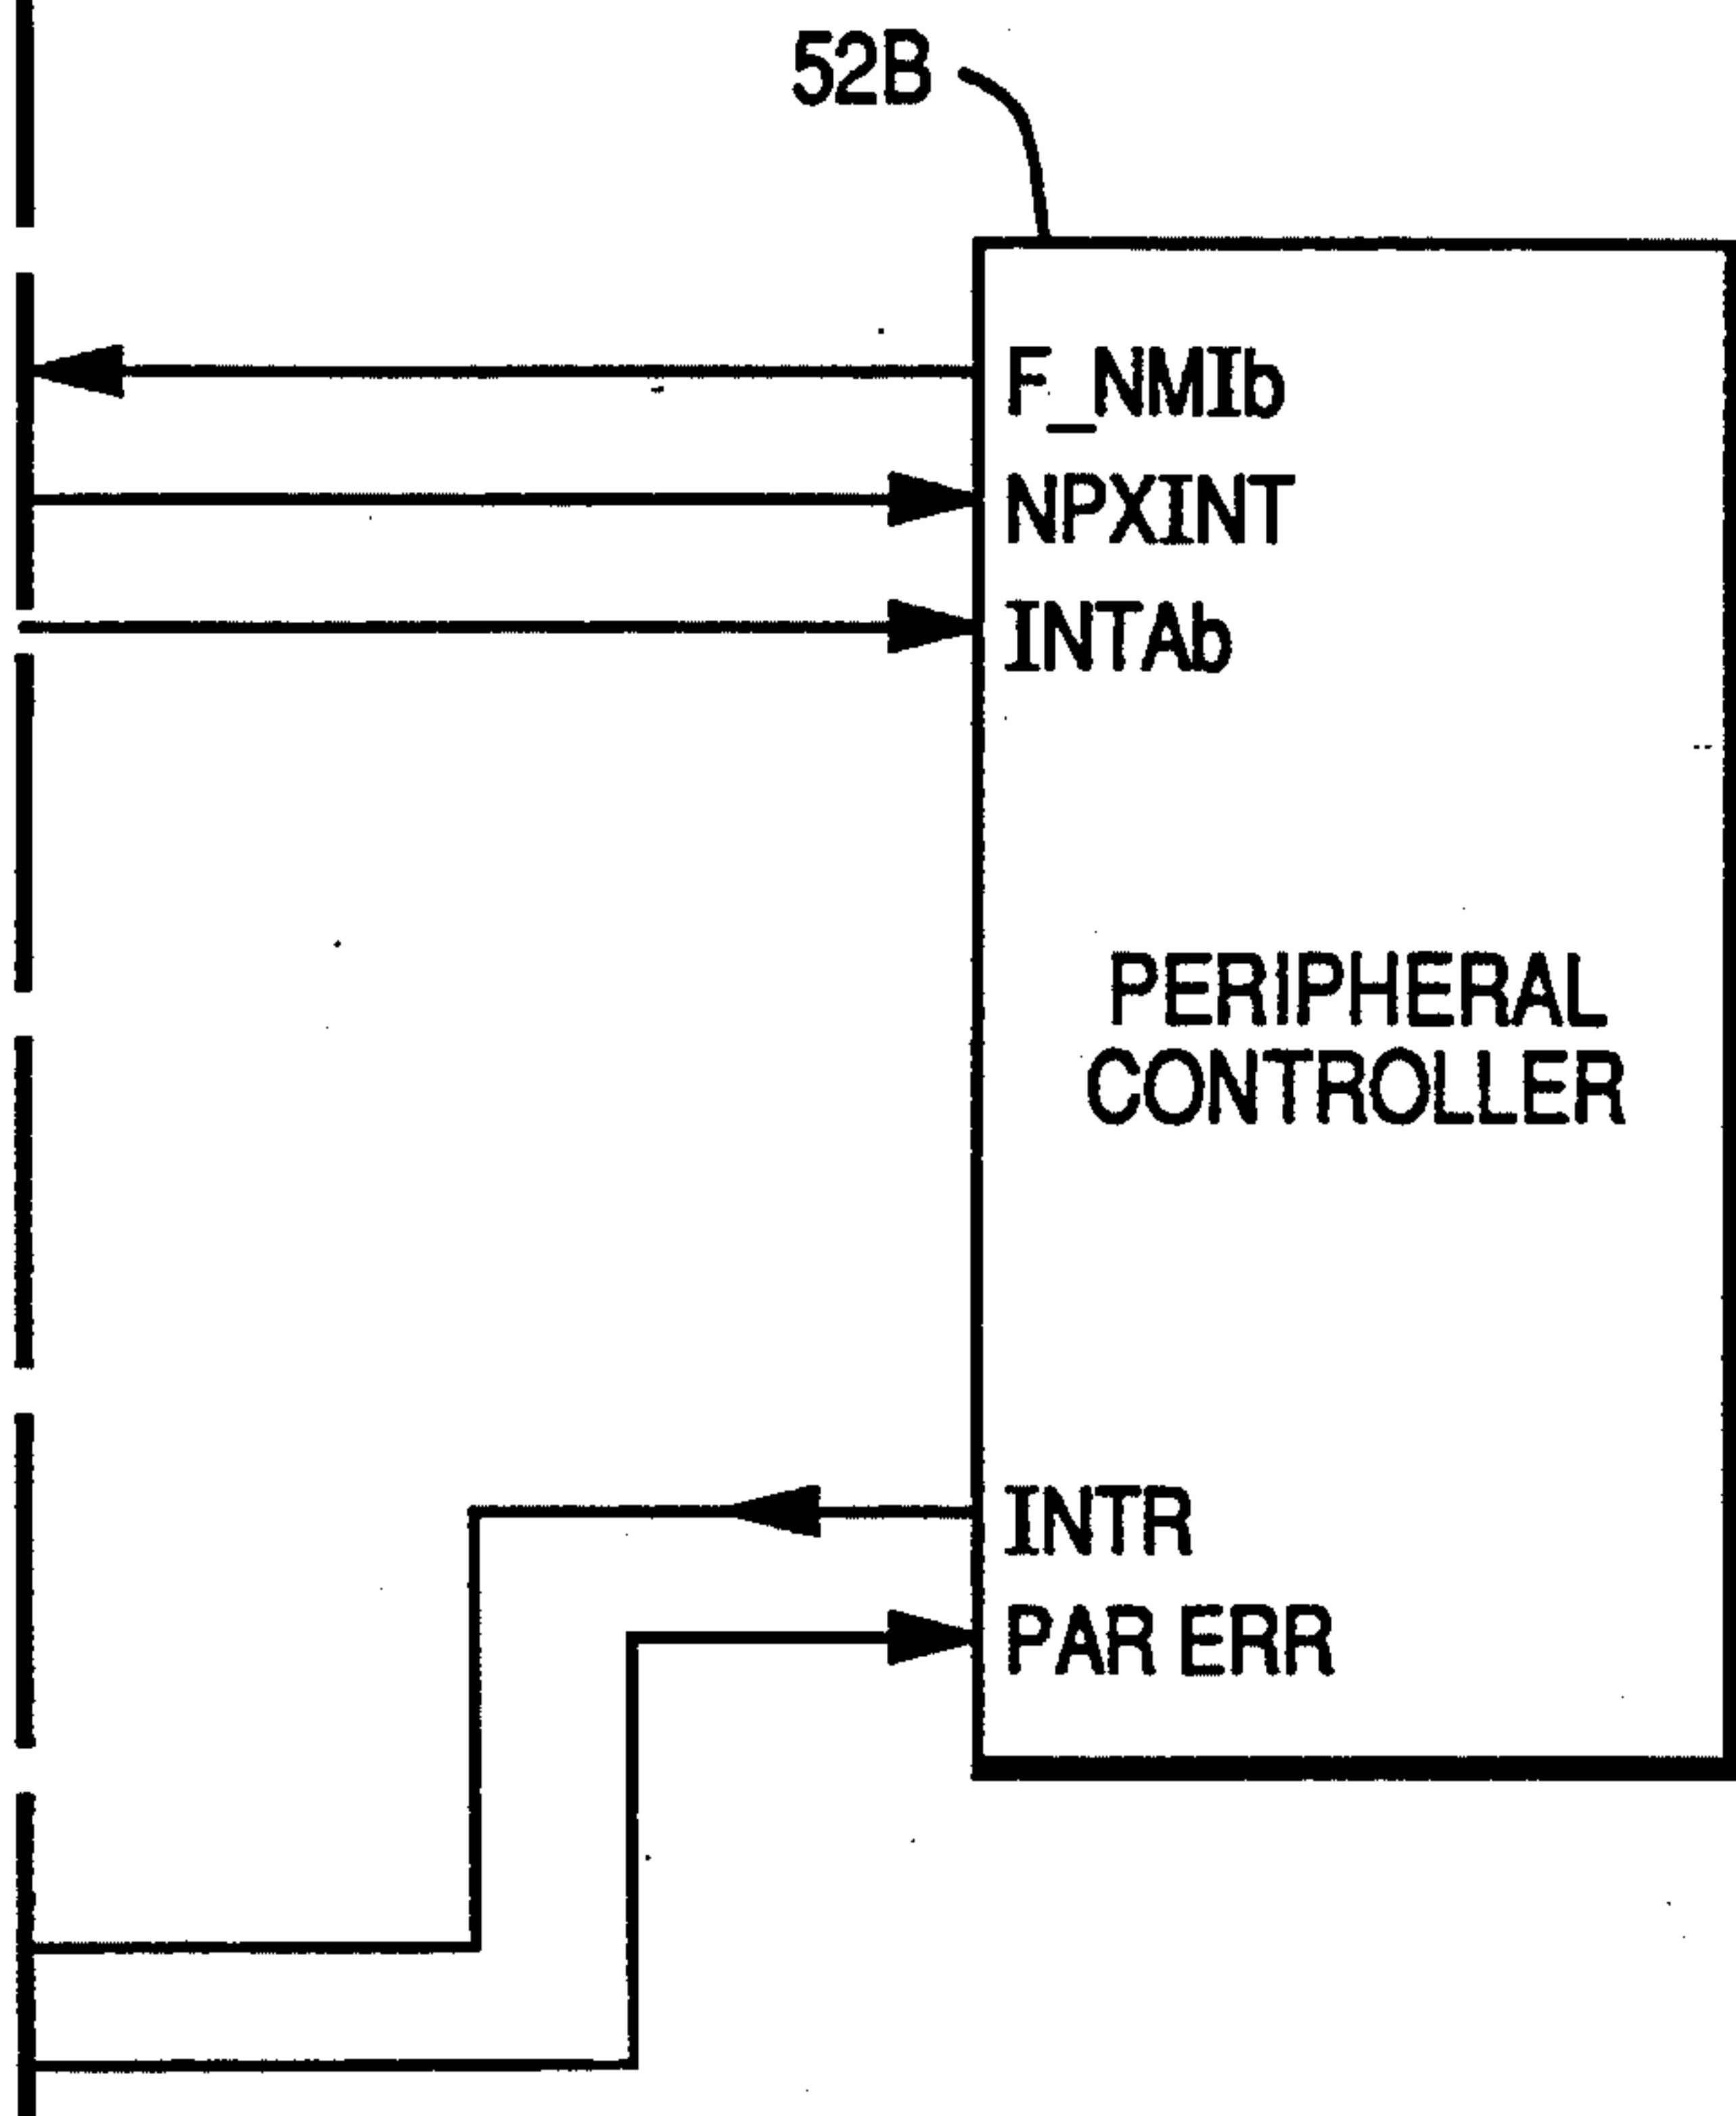 52B
F_NMIb
NPXINT
INTAb
PERIPHERAL
CONTROLLER
INTR
PAR ERR